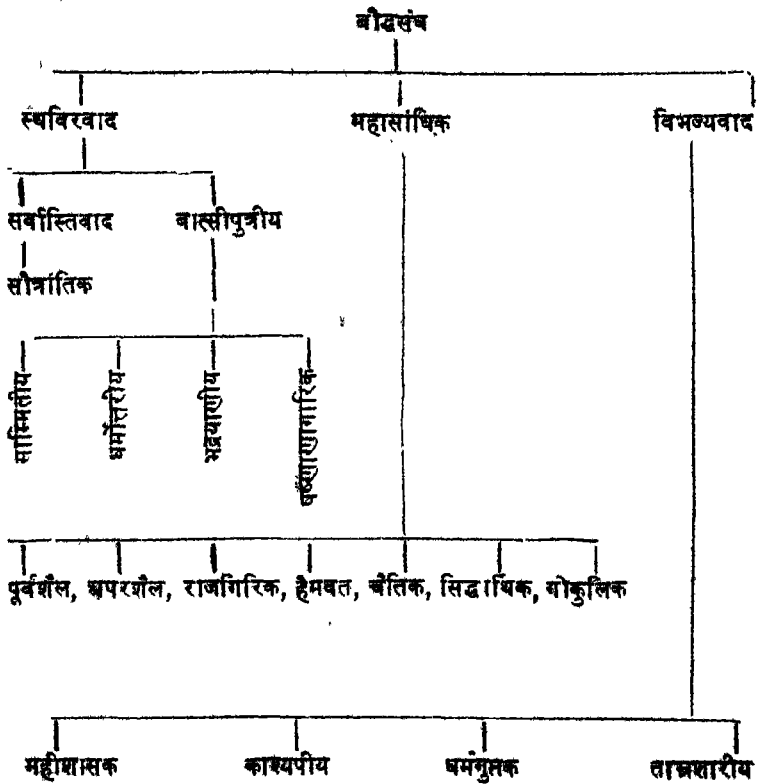 बौद्धसंघ
स्थविरवाद महासांघिक विभज्यवाद
सर्वास्तिवाद वात्सीपुत्रीय
सौत्रांतिक
साम्मितीय धर्मोत्तरीय भद्रयाणीय षण्णागारिक
पूर्वशैल, अपरशैल, राजगिरिक, हैमवत, चैतिक, सिद्धार्थिक, गोकुलिक
महीशासक काश्यपीय धर्मगुप्तक ताम्रशारीय